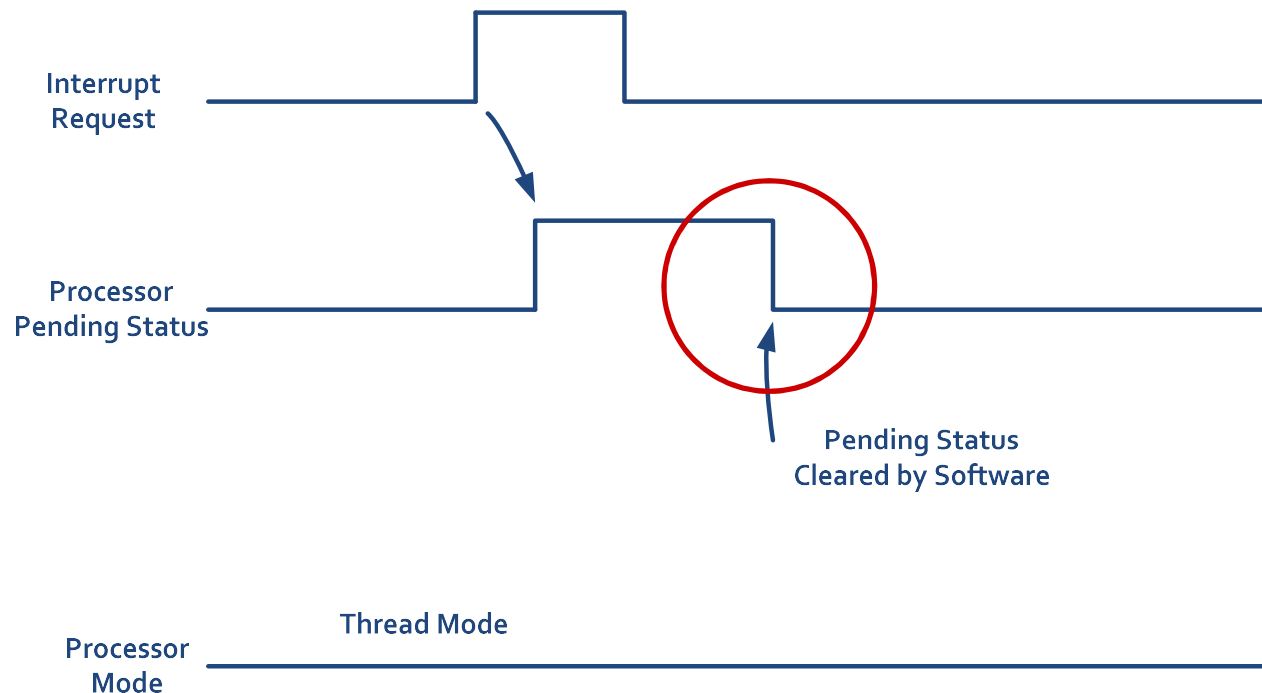 Interrupt
Request
Processor
Pending Status
Pending Status
Cleared by Software
Thread Mode
Processor
Mode